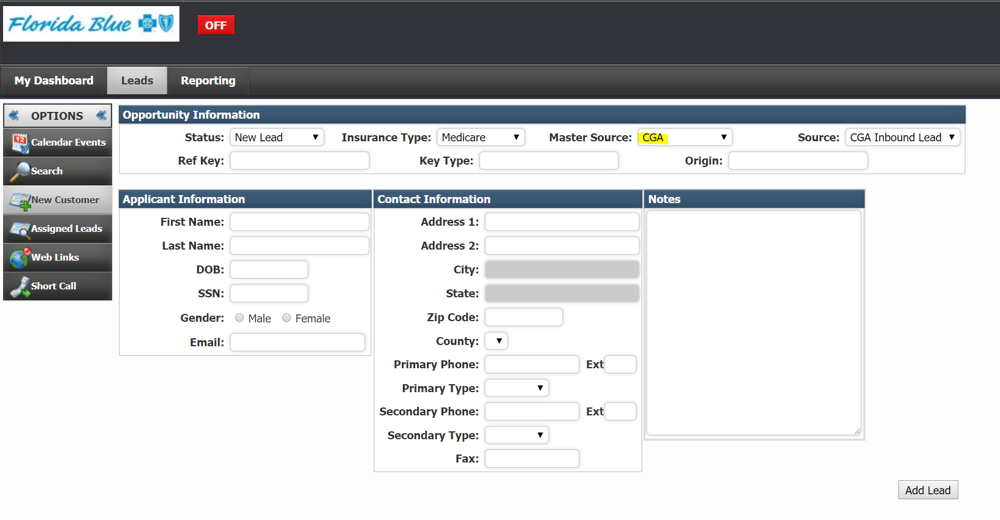 Florida Blue
OFF
My Dashboard Leads Reporting
OPTIONS
Calendar Events
Search
New Customer
Assigned Leads
Web Links
Short Call
Opportunity Information
Status: New Lead Insurance Type: Medicare Master Source: CGA Source: CGA Inbound Lead
Ref Key: Key Type: Origin:
Applicant Information
First Name:
Last Name:
DOB:
SSN:
Gender: Male Female
Email:
Contact Information
Address 1:
Address 2:
City:
State:
Zip Code:
County:
Primary Phone: Ext
Primary Type:
Secondary Phone: Ext
Secondary Type:
Fax:
Notes
Add Lead